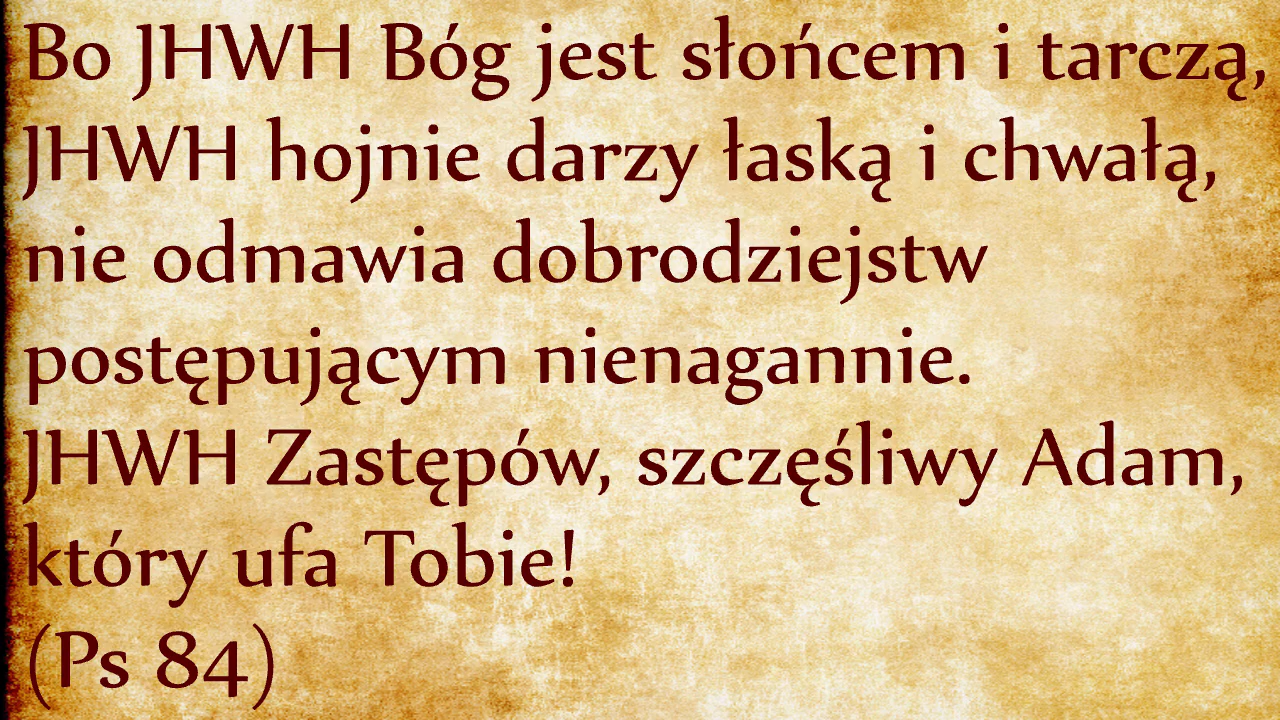 Bo JHWH Bóg jest słońcem i tarczą,
JHWH hojnie darzy łaską i chwałą,
nie odmawia dobrodziejstw
postępującym nienagannie.
JHWH Zastępów, szczęśliwy Adam,
który ufa Tobie!
(Ps 84)